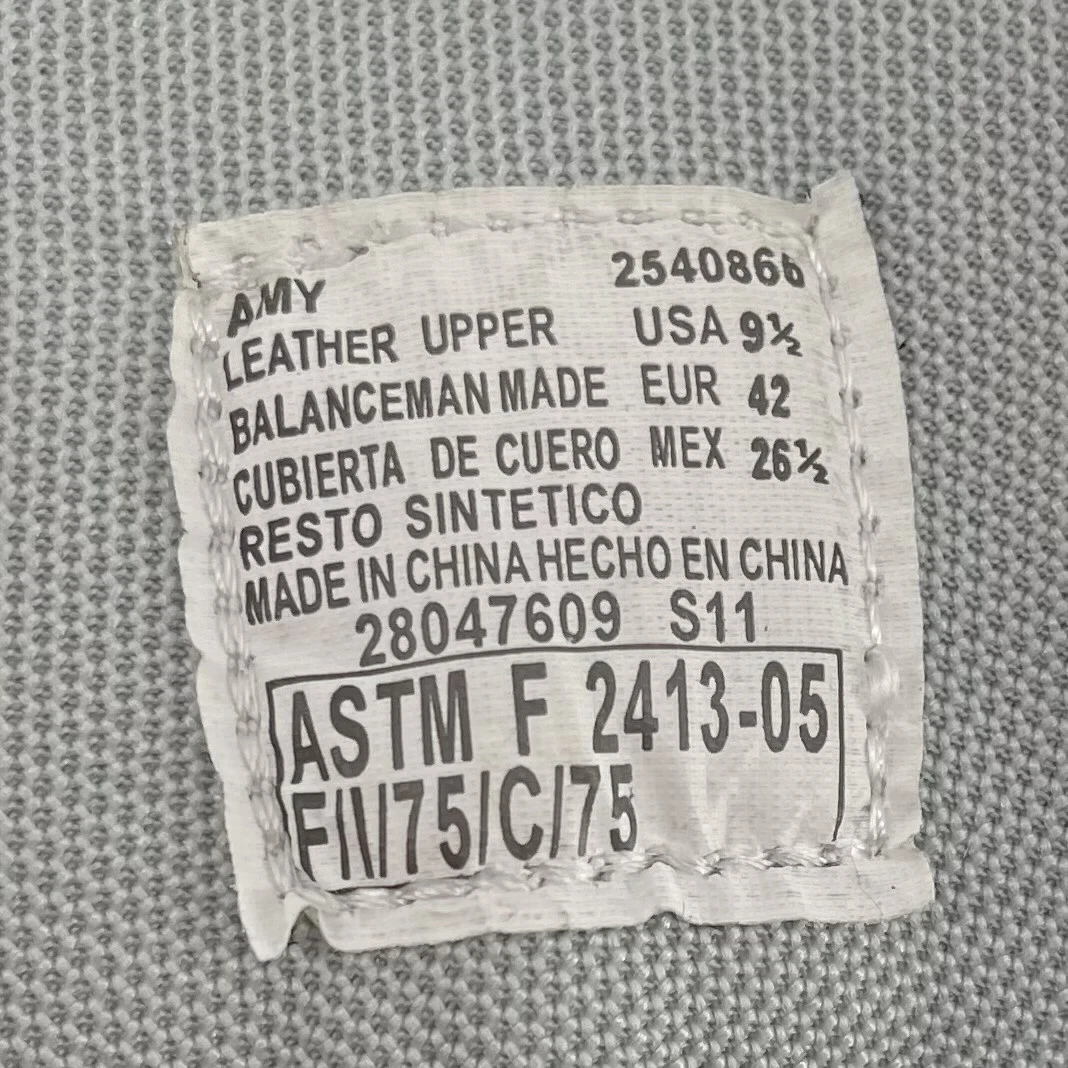 AMY 2540866
LEATHER UPPER USA 9½
BALANCEMAN MADE EUR 42
CUBIERTA DE CUERO MEX 26½
RESTO SINTETICO
MADE IN CHINA HECHO EN CHINA
28047609 S11
ASTM F 2413-05
F/I/75/C/75